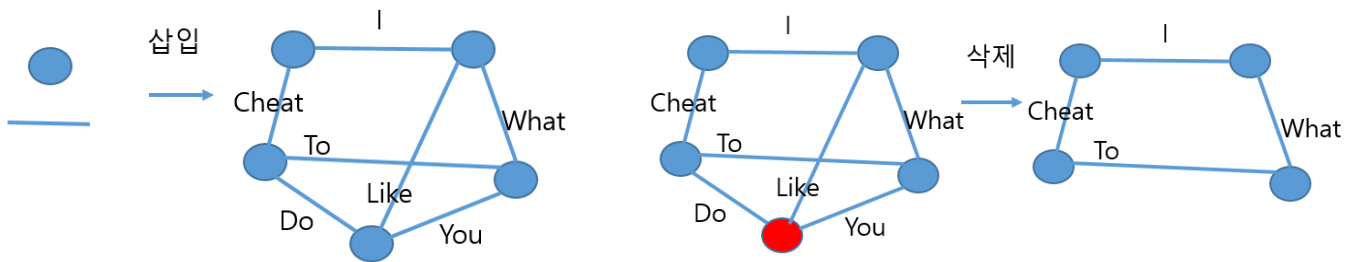 삽입
I
Cheat
What
To
Like
Do
You
I
삭제
Cheat
What
To
Like
Do
You
I
Cheat
What
To